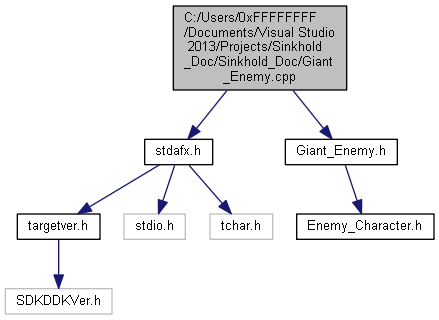 C:/Users/0xFFFFFFFF
/Documents/Visual Studio
2013/Projects/Sinkhold
_Doc/Sinkhold_Doc/Giant
_Enemy.cpp
stdafx.h
Giant_Enemy.h
targetver.h
stdio.h
tchar.h
Enemy_Character.h
SDKDDKVer.h